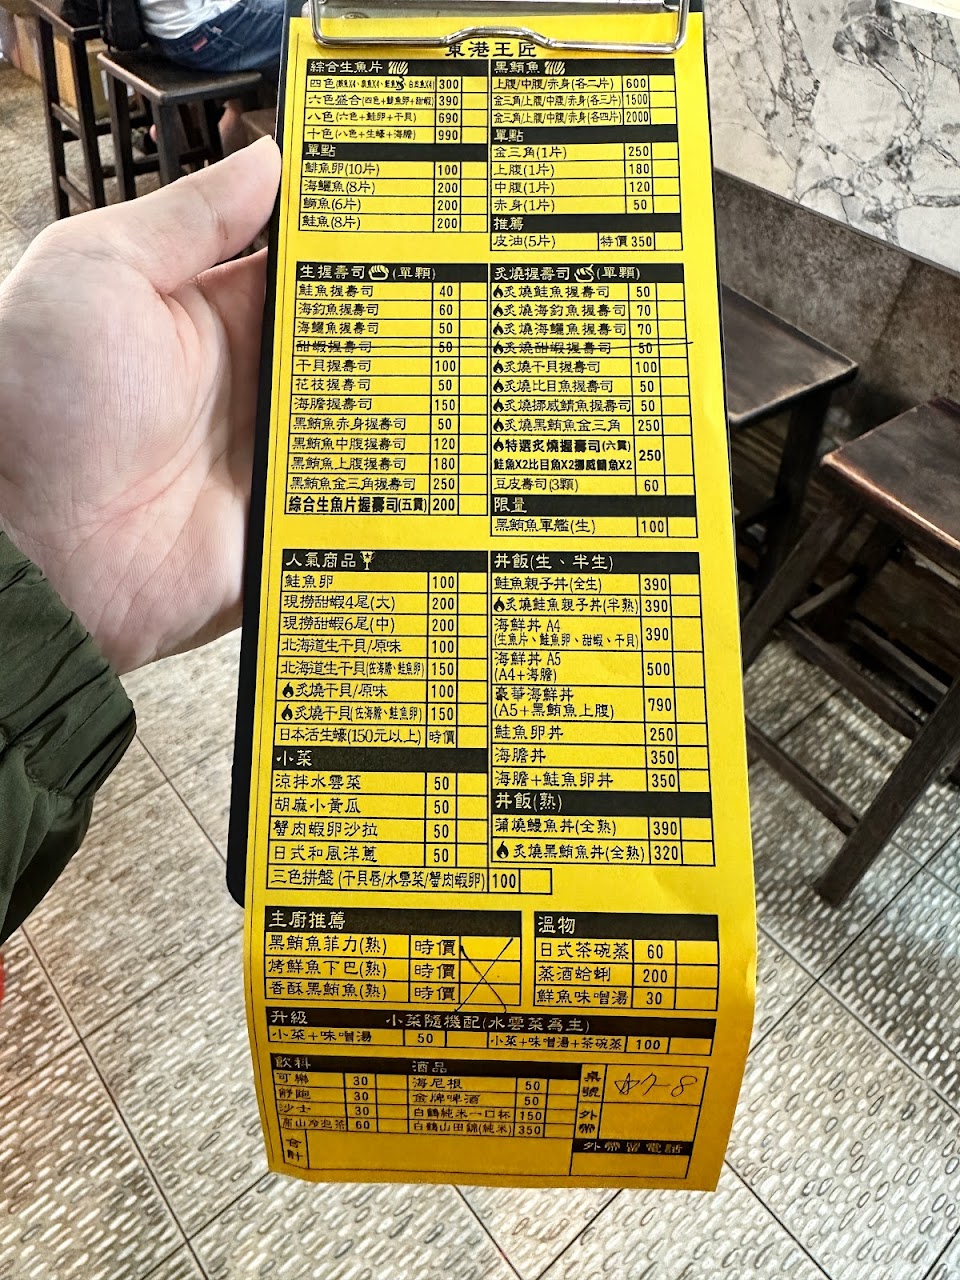 東港王匠
綜合生魚片
四色 300
六色盛合(四色+鮭魚卵+甜蝦) 390
八色(六色+鮭卵+干貝) 690
十色(八色+生蠔+海膽) 990
單點
鯡魚卵(10片) 100
海鱺魚(8片) 200
鰤魚(6片) 200
鮭魚(8片) 200
黑鮪魚
上腹/中腹/赤身(各二片) 600
金三角/上腹/中腹/赤身(各三片) 1500
金三角/上腹/中腹/赤身(各四片) 2000
單點
金三角(1片) 250
上腹(1片) 180
中腹(1片) 120
赤身(1片) 50
推薦
皮油(5片) 特價 350
生握壽司(單顆)
鮭魚握壽司 40
海釣魚握壽司 60
海鱺魚握壽司 50
甜蝦握壽司 50
干貝握壽司 100
花枝握壽司 50
海膽握壽司 150
黑鮪魚赤身握壽司 50
黑鮪魚中腹握壽司 120
黑鮪魚上腹握壽司 180
黑鮪魚金三角握壽司 250
綜合生魚片握壽司(五貫) 200
炙燒握壽司(單顆)
炙燒鮭魚握壽司 50
炙燒海釣魚握壽司 70
炙燒海鱺魚握壽司 70
炙燒甜蝦握壽司 50
炙燒干貝握壽司 100
炙燒比目魚握壽司 50
炙燒挪威鯖魚握壽司 50
炙燒黑鮪魚金三角 250
特選炙燒握壽司(六貫)
鮭魚X2比目魚X2挪威鯖魚X2 250
豆皮壽司(3顆) 60
限量
黑鮪魚軍艦(生) 100
人氣商品
鮭魚卵 100
現撈甜蝦4尾(大) 200
現撈甜蝦6尾(中) 200
北海道生干貝/原味 100
北海道生干貝(佐海膽、鮭魚卵) 150
炙燒干貝/原味 100
炙燒干貝(佐海膽、鮭魚卵) 150
日本活生蠔(150元以上) 時價
小菜
涼拌水雲菜 50
胡麻小黃瓜 50
蟹肉蝦卵沙拉 50
日式和風洋蔥 50
三色拼盤 (干貝唇/水雲菜/蟹肉蝦卵) 100
丼飯(生、半生)
鮭魚親子丼(全生) 390
炙燒鮭魚親子丼(半熟) 390
海鮮丼 A4
(生魚片、鮭魚卵、甜蝦、干貝) 390
海鮮丼 A5
(A4+海膽) 500
豪華海鮮丼
(A5+黑鮪魚上腹) 790
鮭魚卵丼 250
海膽丼 350
海膽+鮭魚卵丼 350
丼飯(熟)
蒲燒鰻魚丼(全熟) 390
炙燒黑鮪魚丼(全熟) 320
主廚推薦
黑鮪魚菲力(熟) 時價
烤鮮魚下巴(熟) 時價
香酥黑鮪魚(熟) 時價
溫物
日式茶碗蒸 60
蒸酒蛤蜊 200
鮮魚味噌湯 30
升級 小菜隨機配(水雲菜為主)
小菜+味噌湯 50 小菜+味噌湯+茶碗蒸 100
飲料
可樂 30
舒跑 30
沙士 30
高山冷泡茶 60
酒品
海尼根 50
金牌啤酒 50
白鶴純米一口杯 150
白鶴山田錦(純米) 350
桌號
外帶
外帶留電話
合計